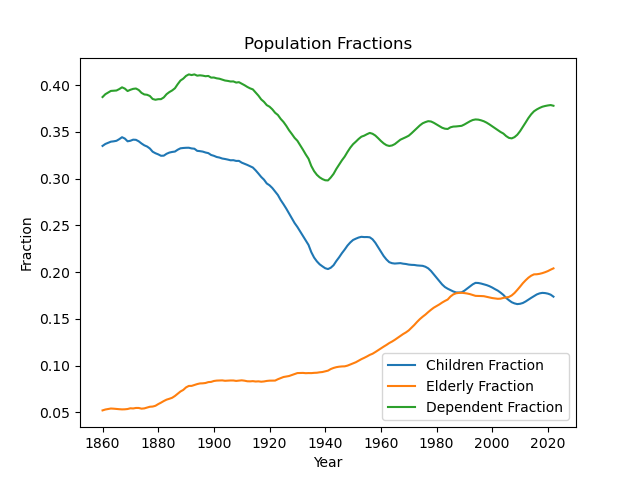 Population Fractions
0.40
0.35
0.30
0.25
0.20
0.15
0.10
0.05
Fraction
Children Fraction
Elderly Fraction
Dependent Fraction
1860 1880 1900 1920 1940 1960 1980 2000 2020
Year